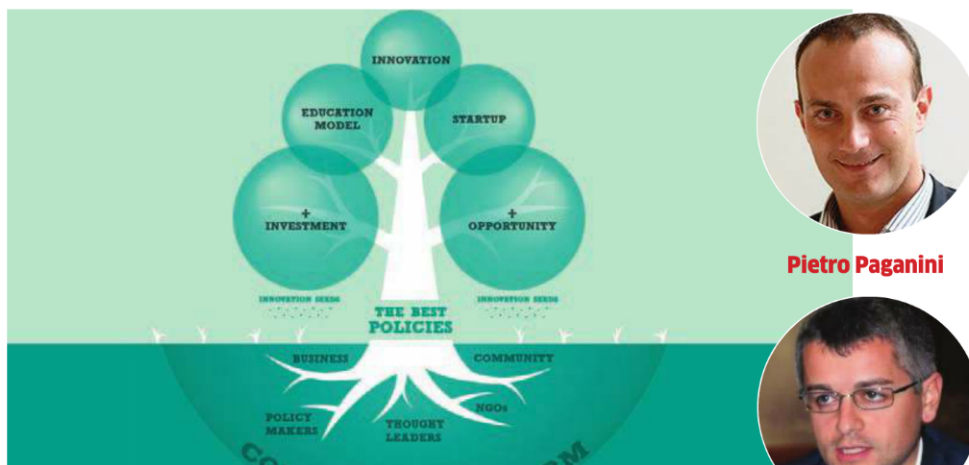 INNOVATION
EDUCATION
MODEL
STARTUP
+
INVESTMENT
+
OPPORTUNITY
INNOVATION SEEDS
INNOVATION SEEDS
THE BEST
POLICIES
BUSINESS
COMMUNITY
POLICY
MAKERS
THOUGHT
LEADERS
NGOs
Pietro Paganini